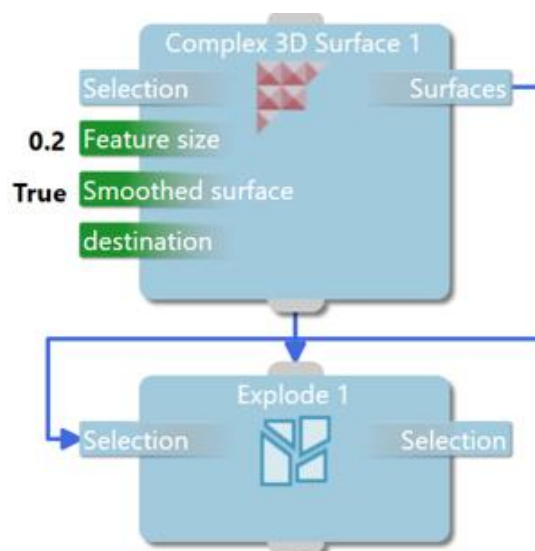 Complex 3D Surface 1
Selection
Surfaces
0.2 Feature size
True Smoothed surface
destination
Explode 1
Selection
Selection